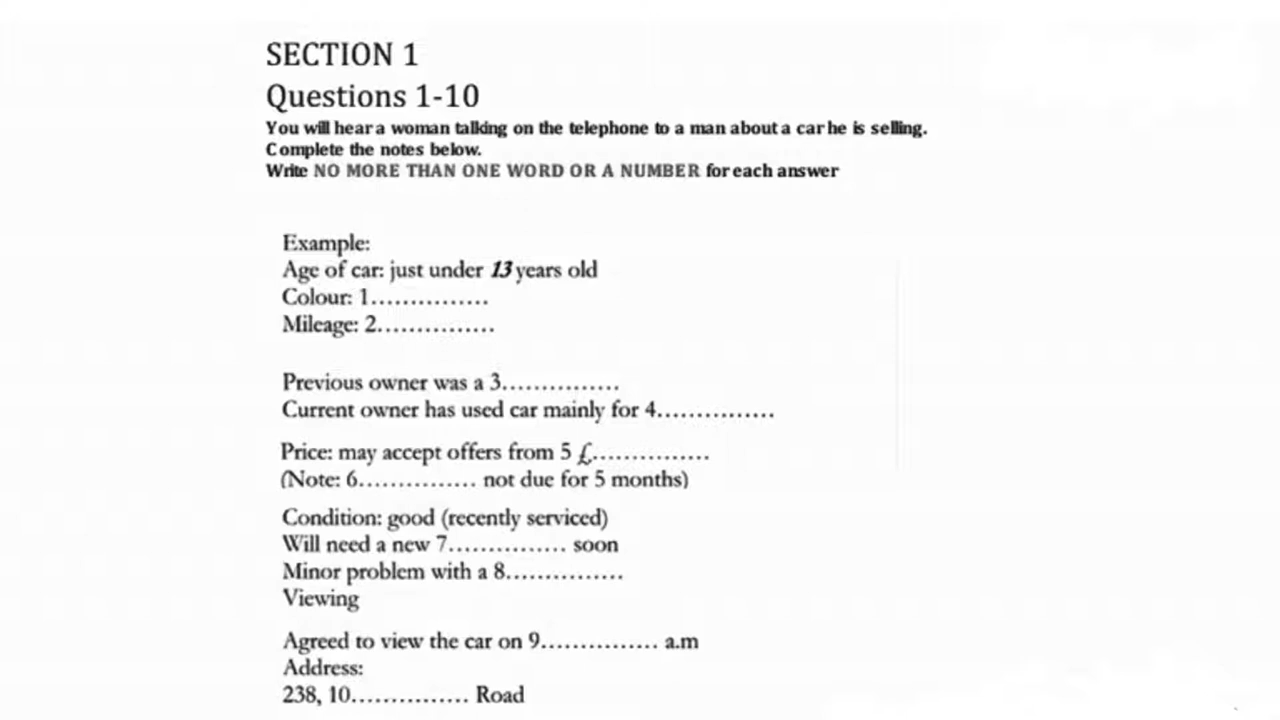 SECTION 1
Questions 1-10
You will hear a woman talking on the telephone to a man about a car he is selling.
Complete the notes below.
Write NO MORE THAN ONE WORD OR A NUMBER for each answer
Example:
Age of car: just under 13 years old
Colour: 1...............
Mileage: 2...............
Previous owner was a 3...............
Current owner has used car mainly for 4...............
Price: may accept offers from 5 £...............
(Note: 6............... not due for 5 months)
Condition: good (recently serviced)
Will need a new 7............... soon
Minor problem with a 8...............
Viewing
Agreed to view the car on 9............... a.m
Address:
238, 10............... Road